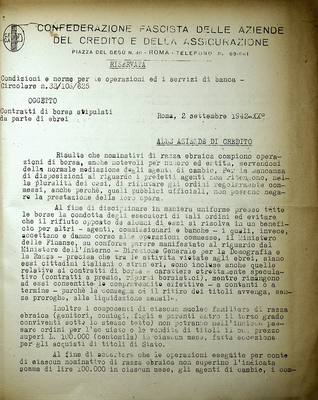 CONFEDERAZIONE FASCISTA DELLE AZIENDE
DEL CREDITO E DELLA ASSICURAZIONE
PIAZZA DEL GESÙ N. 49 - ROMA - TELEFONO N.
RISERVATA
Condizioni e norme per le operazioni ed i servizi di banca -
Circolare n.33/105/825
OGGETTO
Contratti di borsa stipulati
da parte di ebrei
Roma, 2 settembre 1942-XX°
ALLE AZIENDE DI CREDITO
Risulta che nominativi di razza ebraica compiono opera-
zioni di borsa, anche notevoli per numero ed entità, servendosi
della normale mediazione degli agenti di cambio. Per la mancanza
di disposizioni al riguardo i predetti agenti non ritengono, nel-
la pluralità dei casi, di rifiutare gli ordini regolarmente com-
messi, anche perché, quali pubblici ufficiali, non possono nega-
re la prestazione della loro opera.
Al fine di disciplinare in maniera uniforme presso tutte
le borse la condotta degli esecutori di tali ordini ed evitare
che il rifiuto opposto da alcuni di essi si risolva in un benefi-
cio per altri - agenti, commissionari e banche - i quali, invece,
accettano e danno corso alle operazioni commesse, il Ministero
delle Finanze, su conforme parere manifestato al riguardo dal
Ministero dell'Interno - Direzione Generale per la Demografia e
la Razza - precisa che tra le attività vietate agli ebrei, siano
essi cittadini italiani o stranieri, sono incluse anche quelle
relative ai contratti di borsa a carattere strettamente specula-
tivo (contratti a premio, riporti borsistici), mentre rimangono
ad essi consentite le compravendite effettive - a contanti o a
termine - purché la consegna od il ritiro dei titoli avvenga, sen-
za proroghe, alla liquidazione mensile.
Inoltre i componenti di ciascun nucleo familiare di razza
ebraica (genitori, coniugi, figli e parenti entro il terzo grado
conviventi sotto lo stesso tetto) non potranno nell'insieme pas-
sare ordini per l'acquisto o le vendita di titoli il cui prezzo
superi L. 100.000 (centomila) in ciascun mese, fatta eccezione
per gli acquisti di titoli di Stato.
Al fine di accertare che le operazioni eseguite per conto
di ciascun nominativo di razza ebraica non superino l'indicata
somma di lire 100.000 in ciascun mese, gli agenti di cambio, i com-